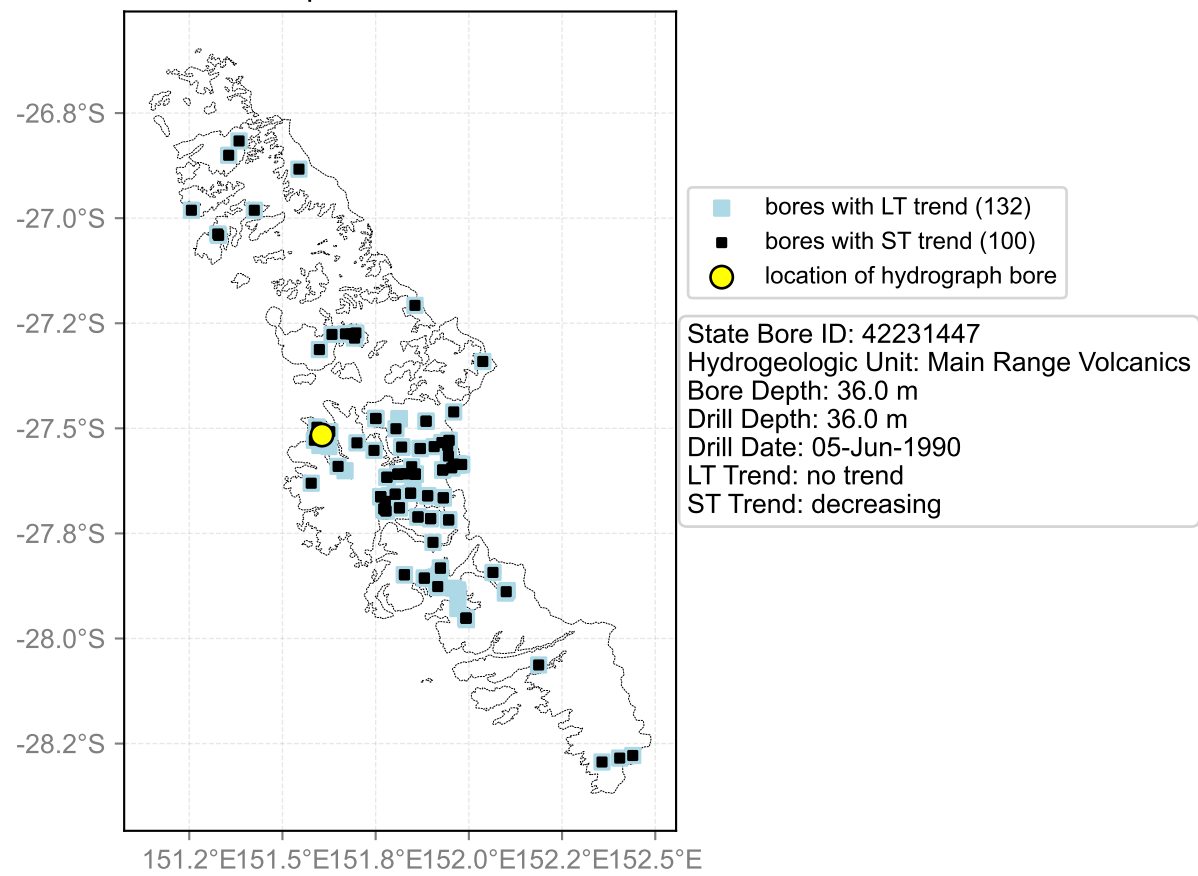 -26.8°S
-27.0°S
-27.2°S
-27.5°S
-27.8°S
-28.0°S
-28.2°S
151.2°E151.5°E151.8°E152.0°E152.2°E152.5°E
bores with LT trend (132)
bores with ST trend (100)
location of hydrograph bore
State Bore ID: 42231447
Hydrogeologic Unit: Main Range Volcanics
Bore Depth: 36.0 m
Drill Depth: 36.0 m
Drill Date: 05-Jun-1990
LT Trend: no trend
ST Trend: decreasing